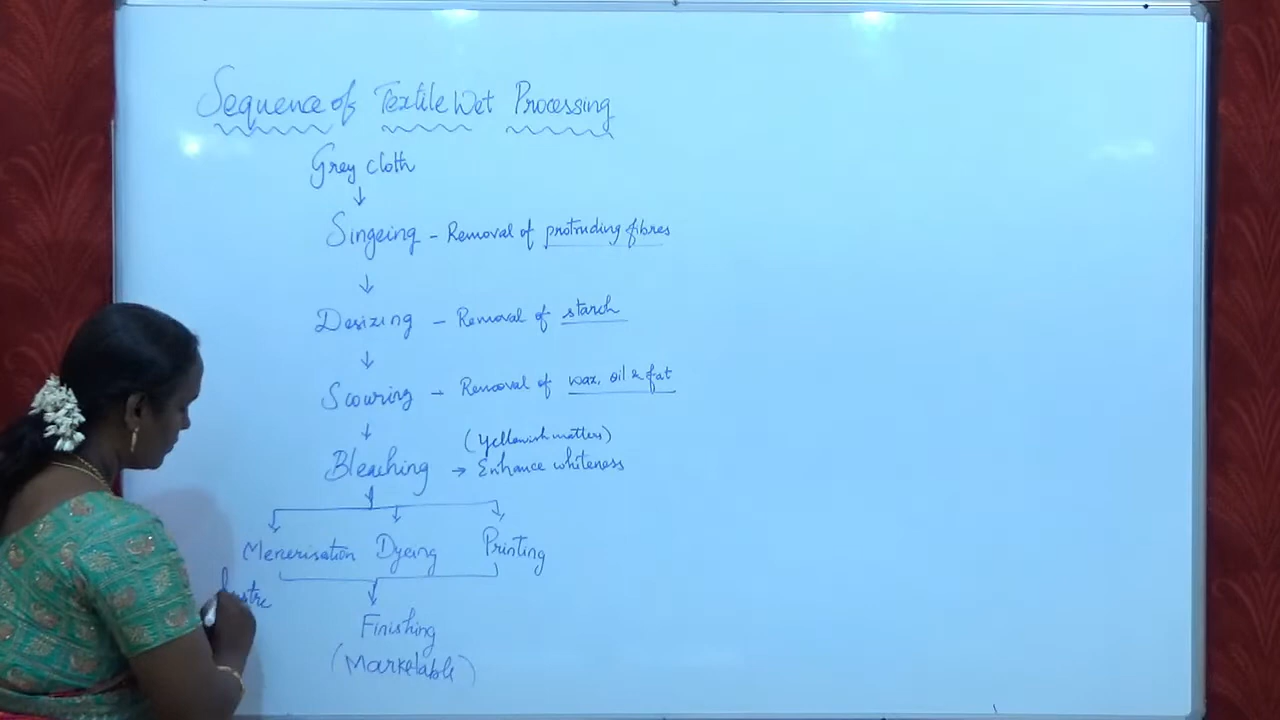 Sequence of Textile Wet Processing
Grey cloth
↓
Singeing - Removal of protruding fibres
↓
Desizing - Removal of starch
↓
Scouring → Removal of wax, oil & fat
↓
(Yellowish matters)
Bleaching → Enhance whiteness
Mercerisation Dyeing Printing
Lustre
Finishing
(Marketable)